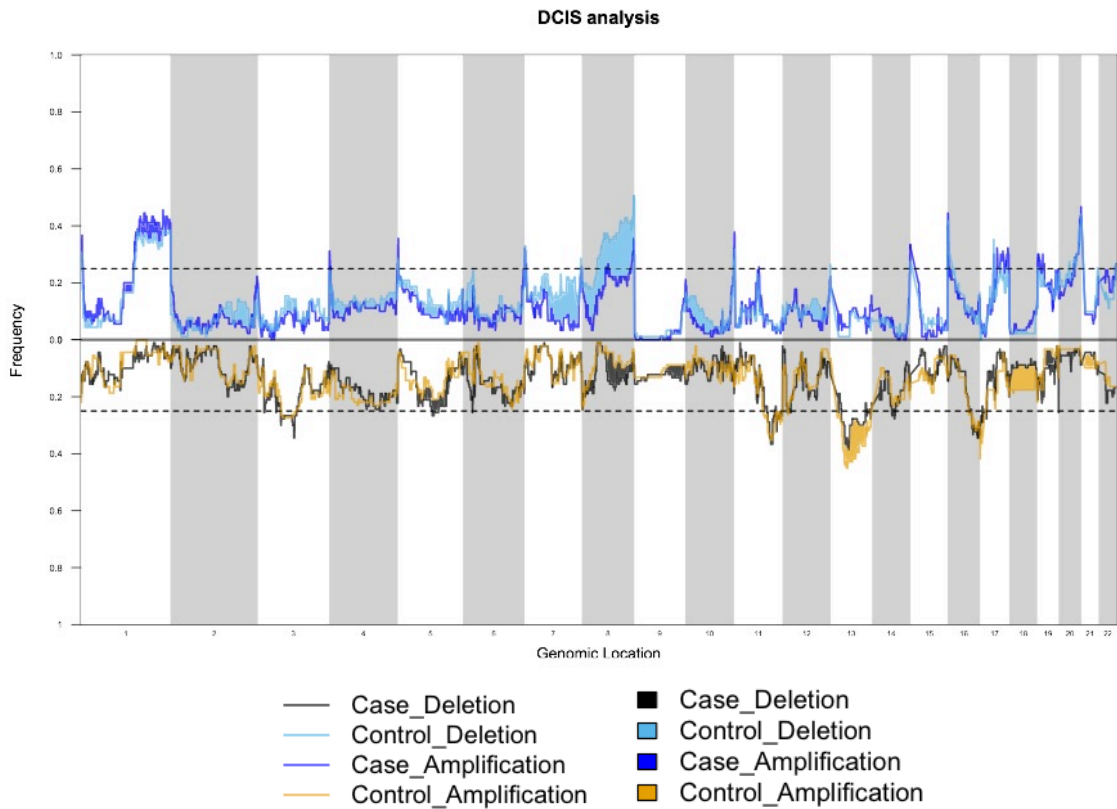 DCIS analysis
1.0
0.8
0.6
0.4
0.2
0.0
0.2
0.4
0.6
0.8
1
Frequency
1 2 3 4 5 6 7 8 9 10 11 12 13 14 15 16 17 18 19 20 21 22
Genomic Location
Case_Deletion Case_Deletion
Control_Deletion Control_Deletion
Case_Amplification Case_Amplification
Control_Amplification Control_Amplification